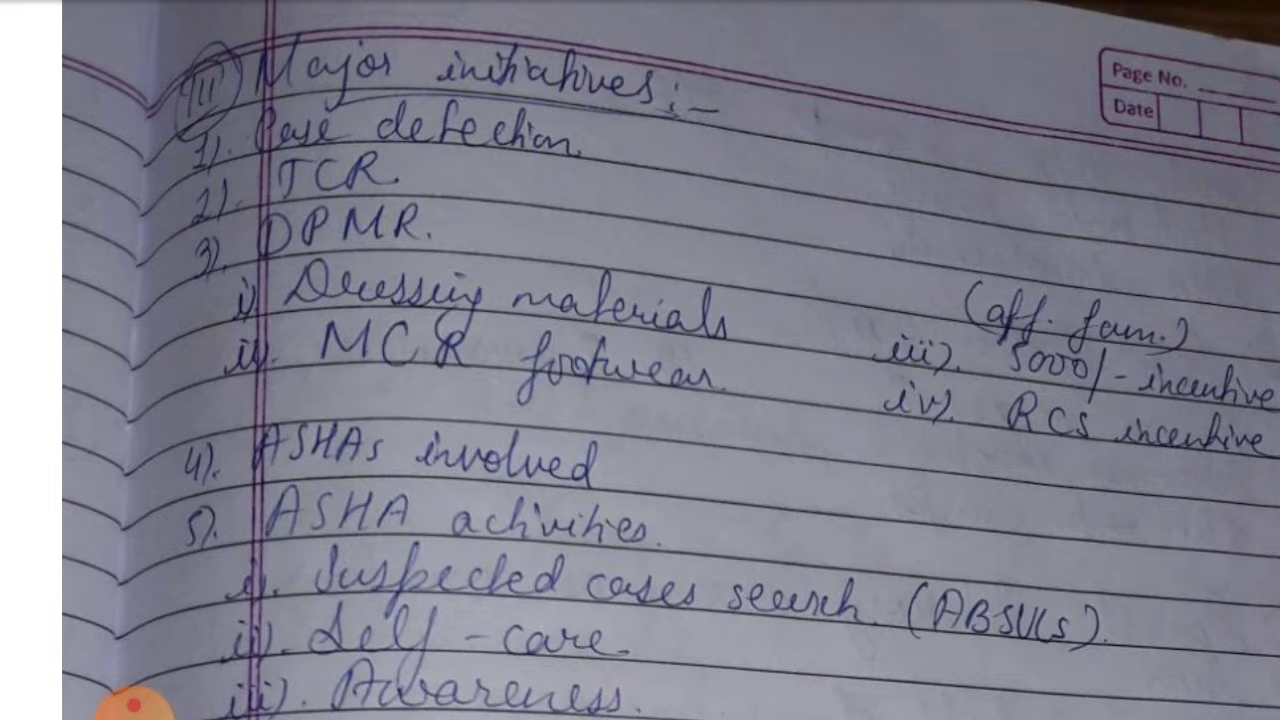 III Major initiatives :-
Page No.
Date
1). Case detection
2). TCR.
3). DPMR.
i) Dressing materials
(aff. fam.)
ii). MCR footwear
iii). 5000/- incentive
iv). RCS incentive
4). ASHAs involved
5). ASHA activities.
i). Suspected cases search (ABSULS).
ii). Self-care
iii). Awareness.